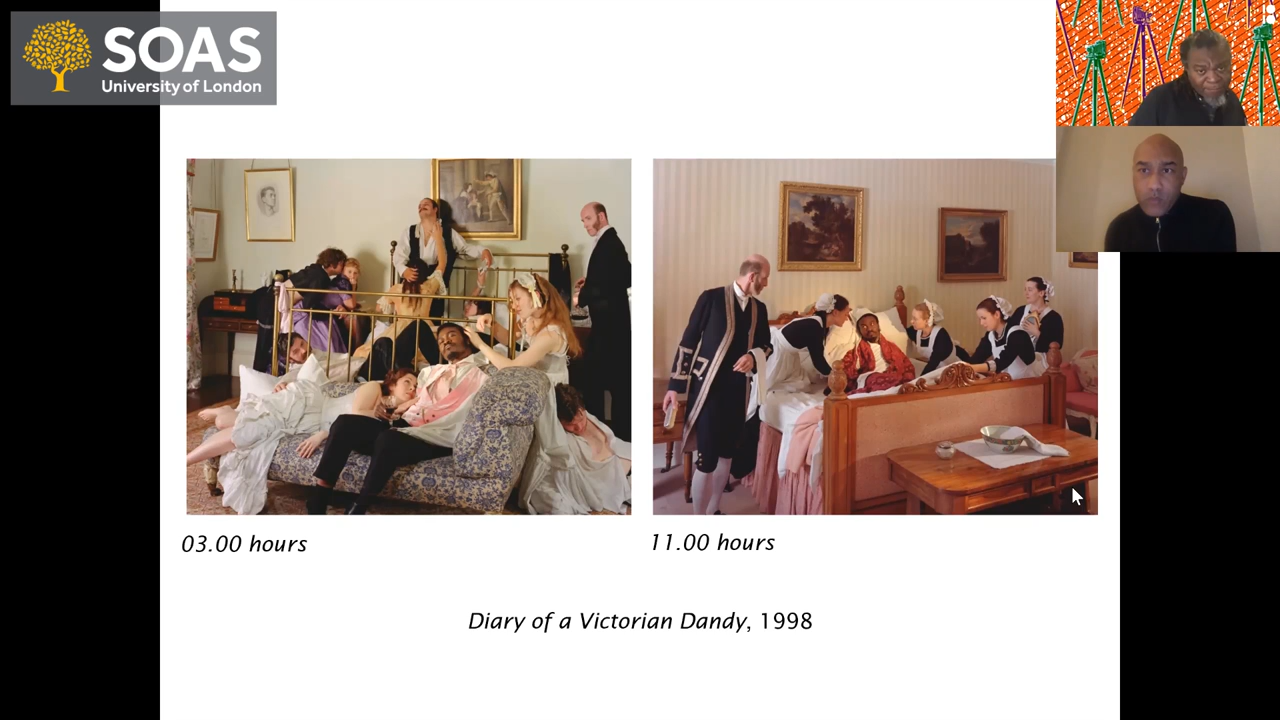 SOAS
University of London
03.00 hours
11.00 hours
Diary of a Victorian Dandy, 1998